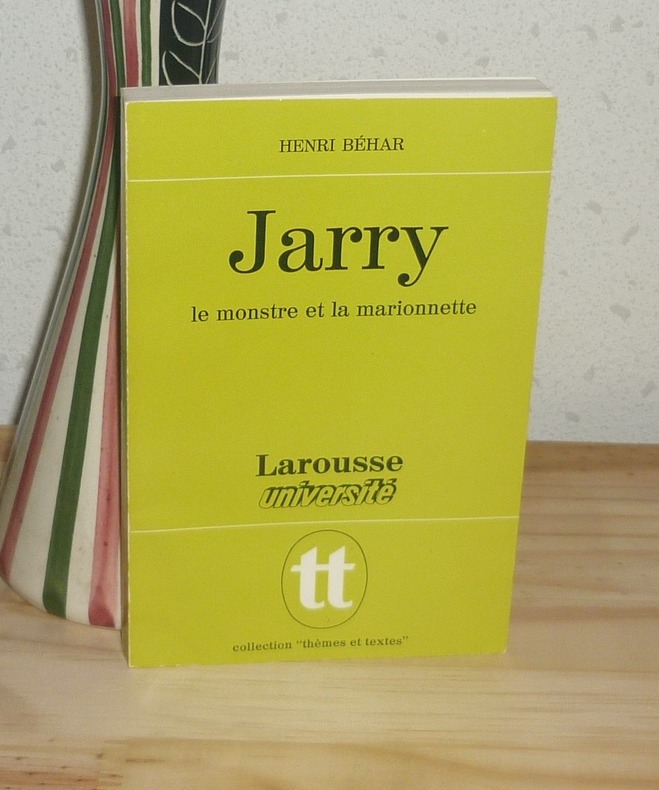 HENRI BÉHAR
Jarry
le monstre et la marionnette
Larousse
université
tt
collection "thèmes et textes"